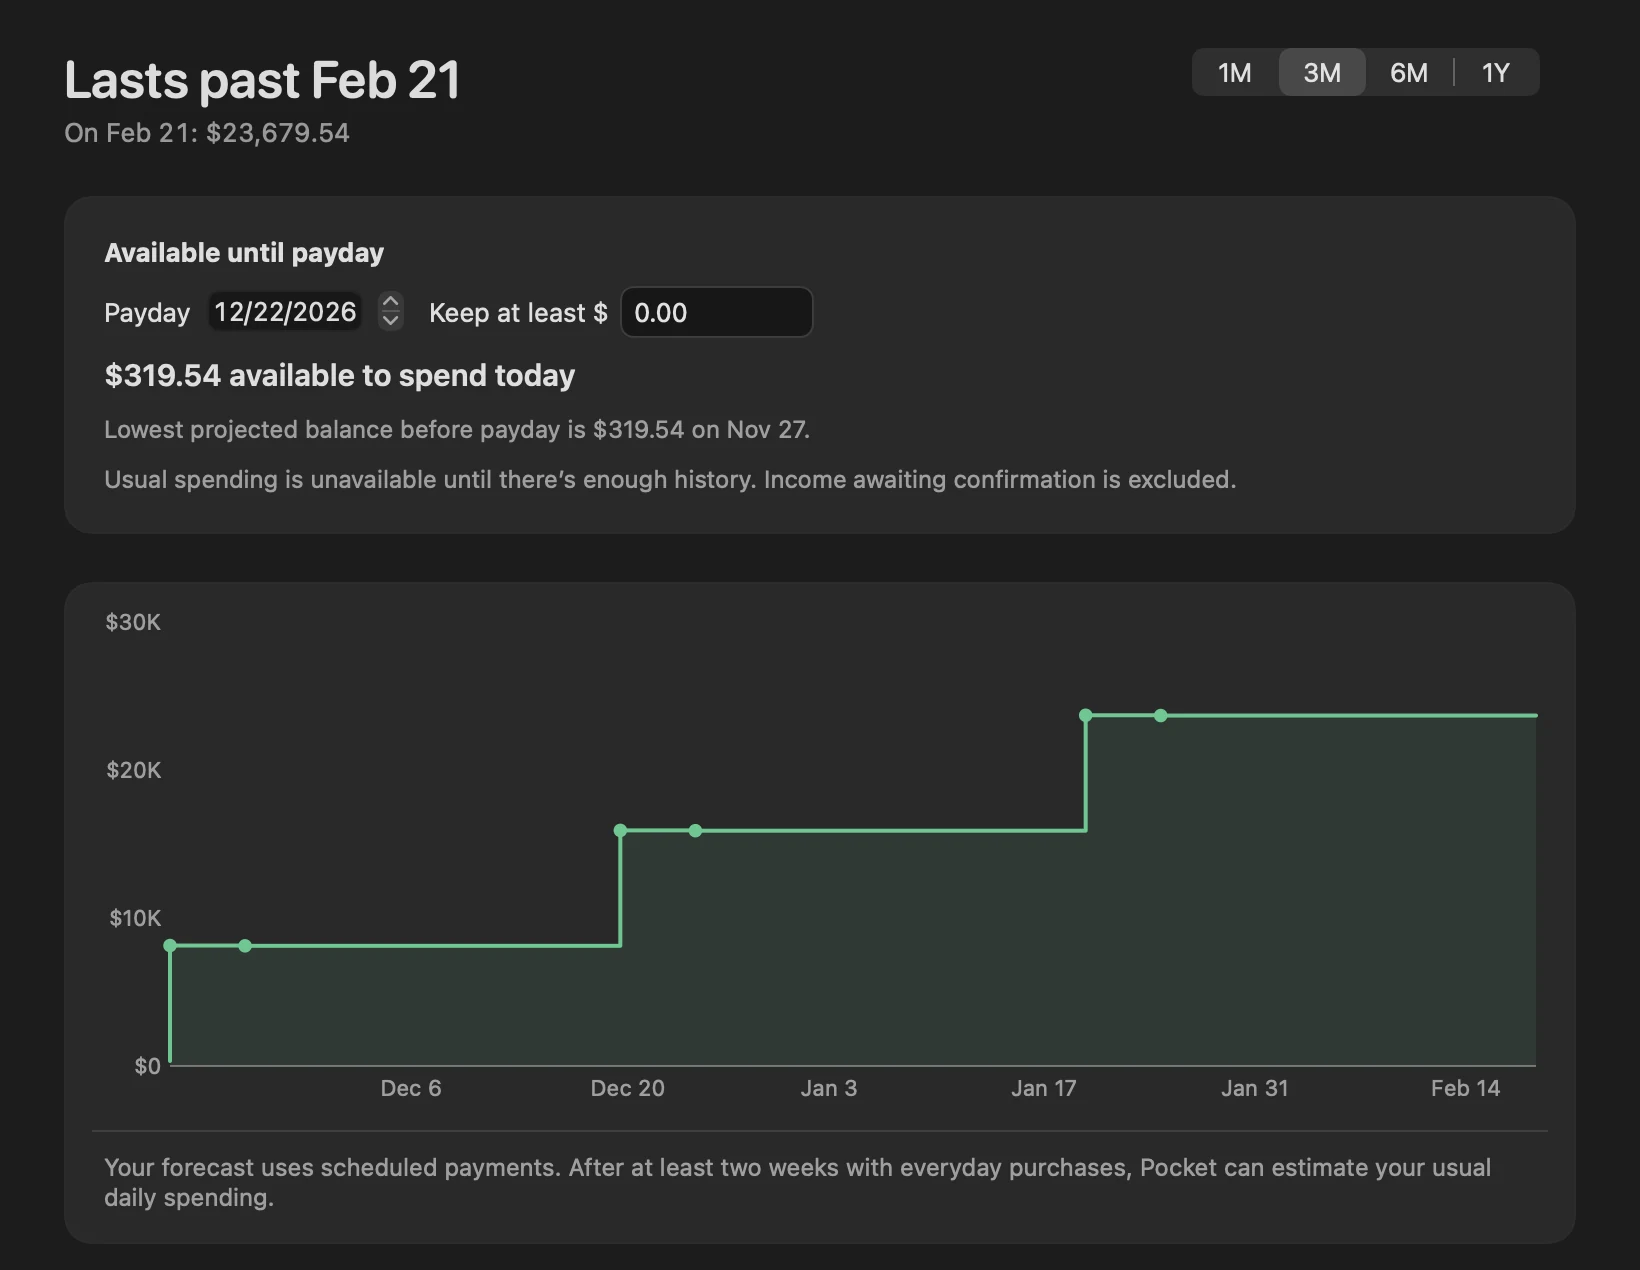 Lasts past Feb 21
1M 3M 6M 1Y
On Feb 21: $23,679.54
Available until payday
Payday 12/22/2026 Keep at least $ 0.00
$319.54 available to spend today
Lowest projected balance before payday is $319.54 on Nov 27.
Usual spending is unavailable until there’s enough history. Income awaiting confirmation is excluded.
$30K
$20K
$10K
$0
Dec 6 Dec 20 Jan 3 Jan 17 Jan 31 Feb 14
Your forecast uses scheduled payments. After at least two weeks with everyday purchases, Pocket can estimate your usual
daily spending.